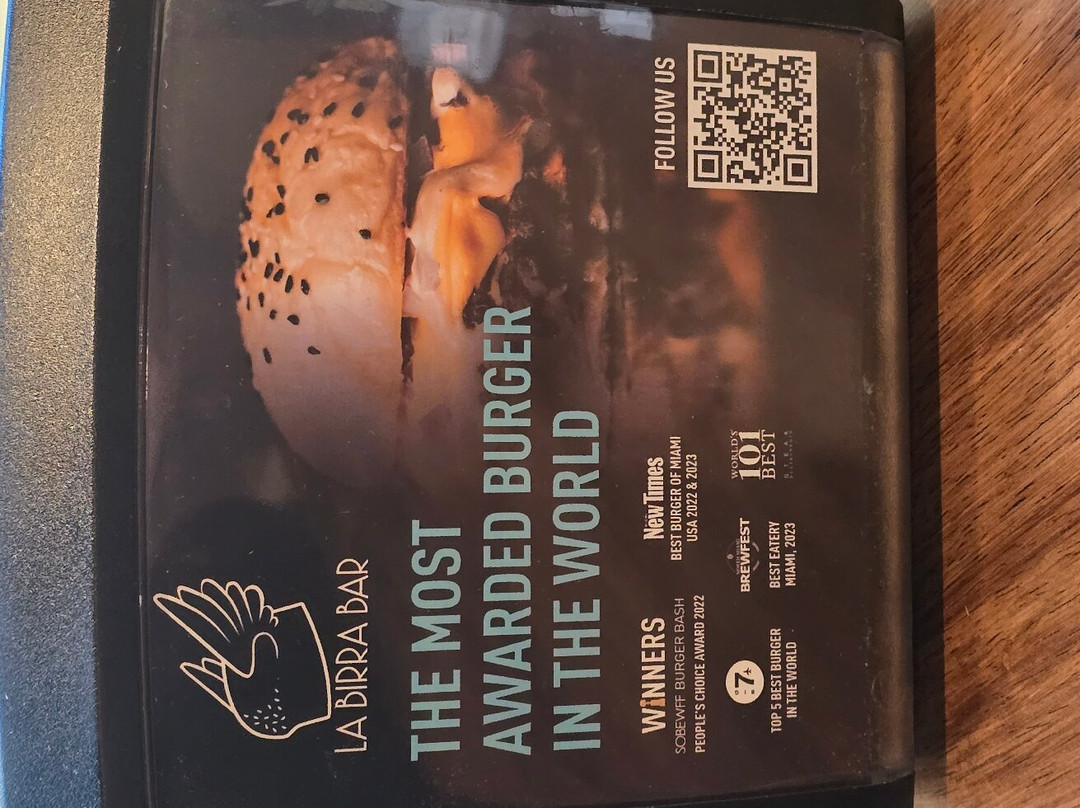 LA BIRRA BAR
THE MOST
AWARDED BURGER
IN THE WORLD
FOLLOW US
WINNERS
SOBEWFF BURGER BASH
PEOPLE'S CHOICE AWARD 2022
New Times
BEST BURGER OF MIAMI
USA 2022 & 2023
7
TOP 5 BEST BURGER
IN THE WORLD
BREWFEST
BEST EATERY
MIAMI, 2023
WORLD'S
101
BEST